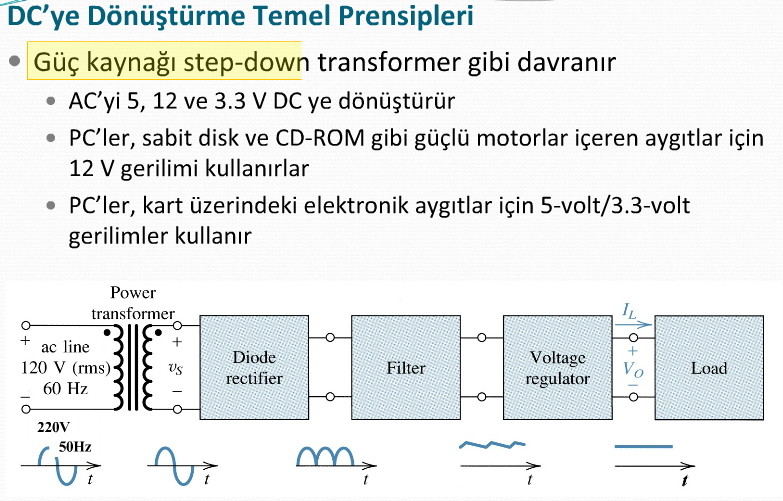 DC'ye Dönüştürme Temel Prensipleri
• Güç kaynağı step-down transformer gibi davranır
• AC'yi 5, 12 ve 3.3 V DC ye dönüştürür
• PC'ler, sabit disk ve CD-ROM gibi güçlü motorlar içeren aygıtlar için
12 V gerilimi kullanırlar
• PC'ler, kart üzerindeki elektronik aygıtlar için 5-volt/3.3-volt
gerilimler kullanır
Power
transformer
+
ac line
120 V (rms)
60 Hz
−
+
υS
−
Diode
rectifier
Filter
Voltage
regulator
IL
+
VO
−
Load
220V
50Hz
t
t
t
t
t